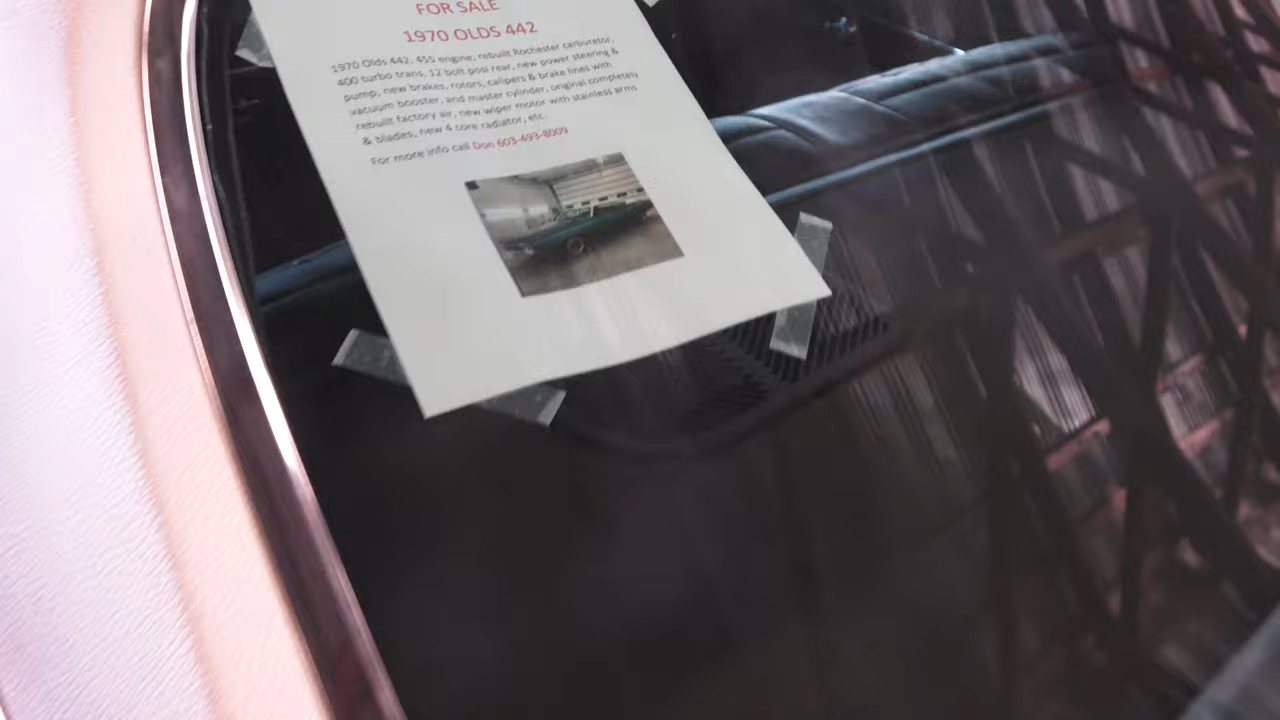 FOR SALE
1970 OLDS 442
1970 Olds 442, 455 engine, rebuilt Rochester carburetor,
400 turbo trans, 12 bolt posi rear, new power steering &
pump, new brakes, rotors, calipers & brake lines with
vacuum booster, and master cylinder, original completely
rebuilt factory air, new wiper motor with stainless arms
& blades, new 4 core radiator, etc.
For more info call Don 603-493-8009